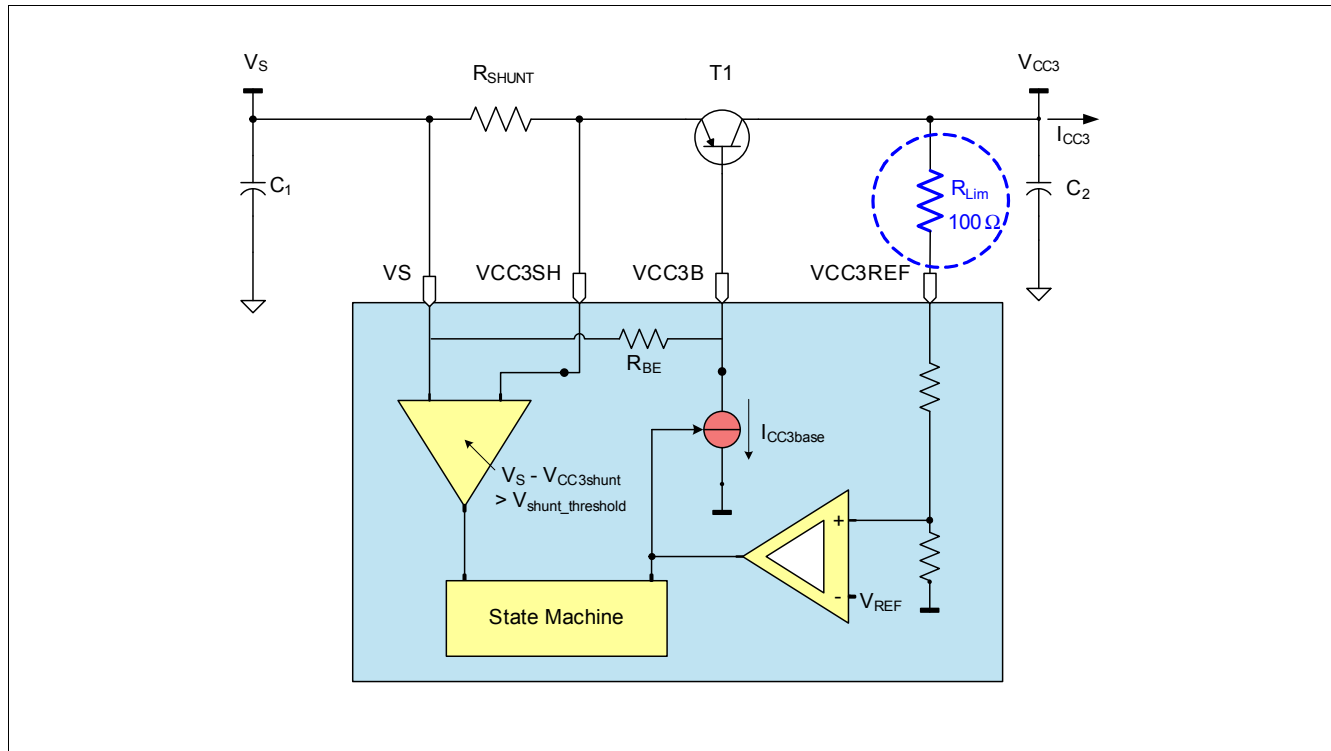 VS
RSHUNT
T1
VCC3
ICC3
C1
RLim
100 Ω
C2
VS
VCC3SH
VCC3B
VCC3REF
RBE
ICC3base
VS - VCC3shunt
> Vshunt_threshold
+
-
VREF
State Machine